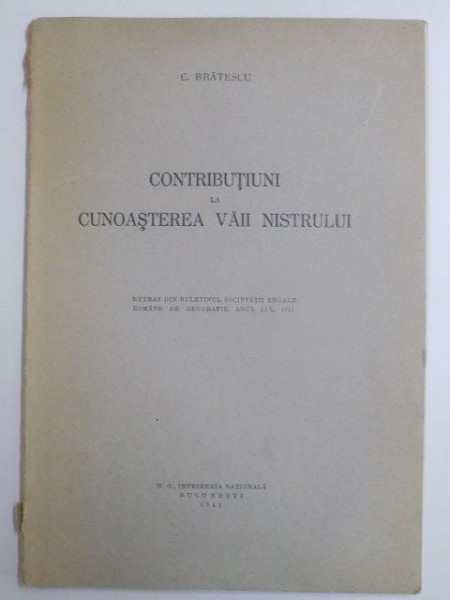 C. BRĂTESCU
CONTRIBUȚIUNI
LA
CUNOAȘTEREA VĂII NISTRULUI
EXTRAS DIN BULETINUL SOCIETĂȚII REGALE
ROMÂNE DE GEOGRAFIE, ANUL LIX,
M. O., IMPRIMERIA NAȚIONALĂ
BUCUREȘTI
1941